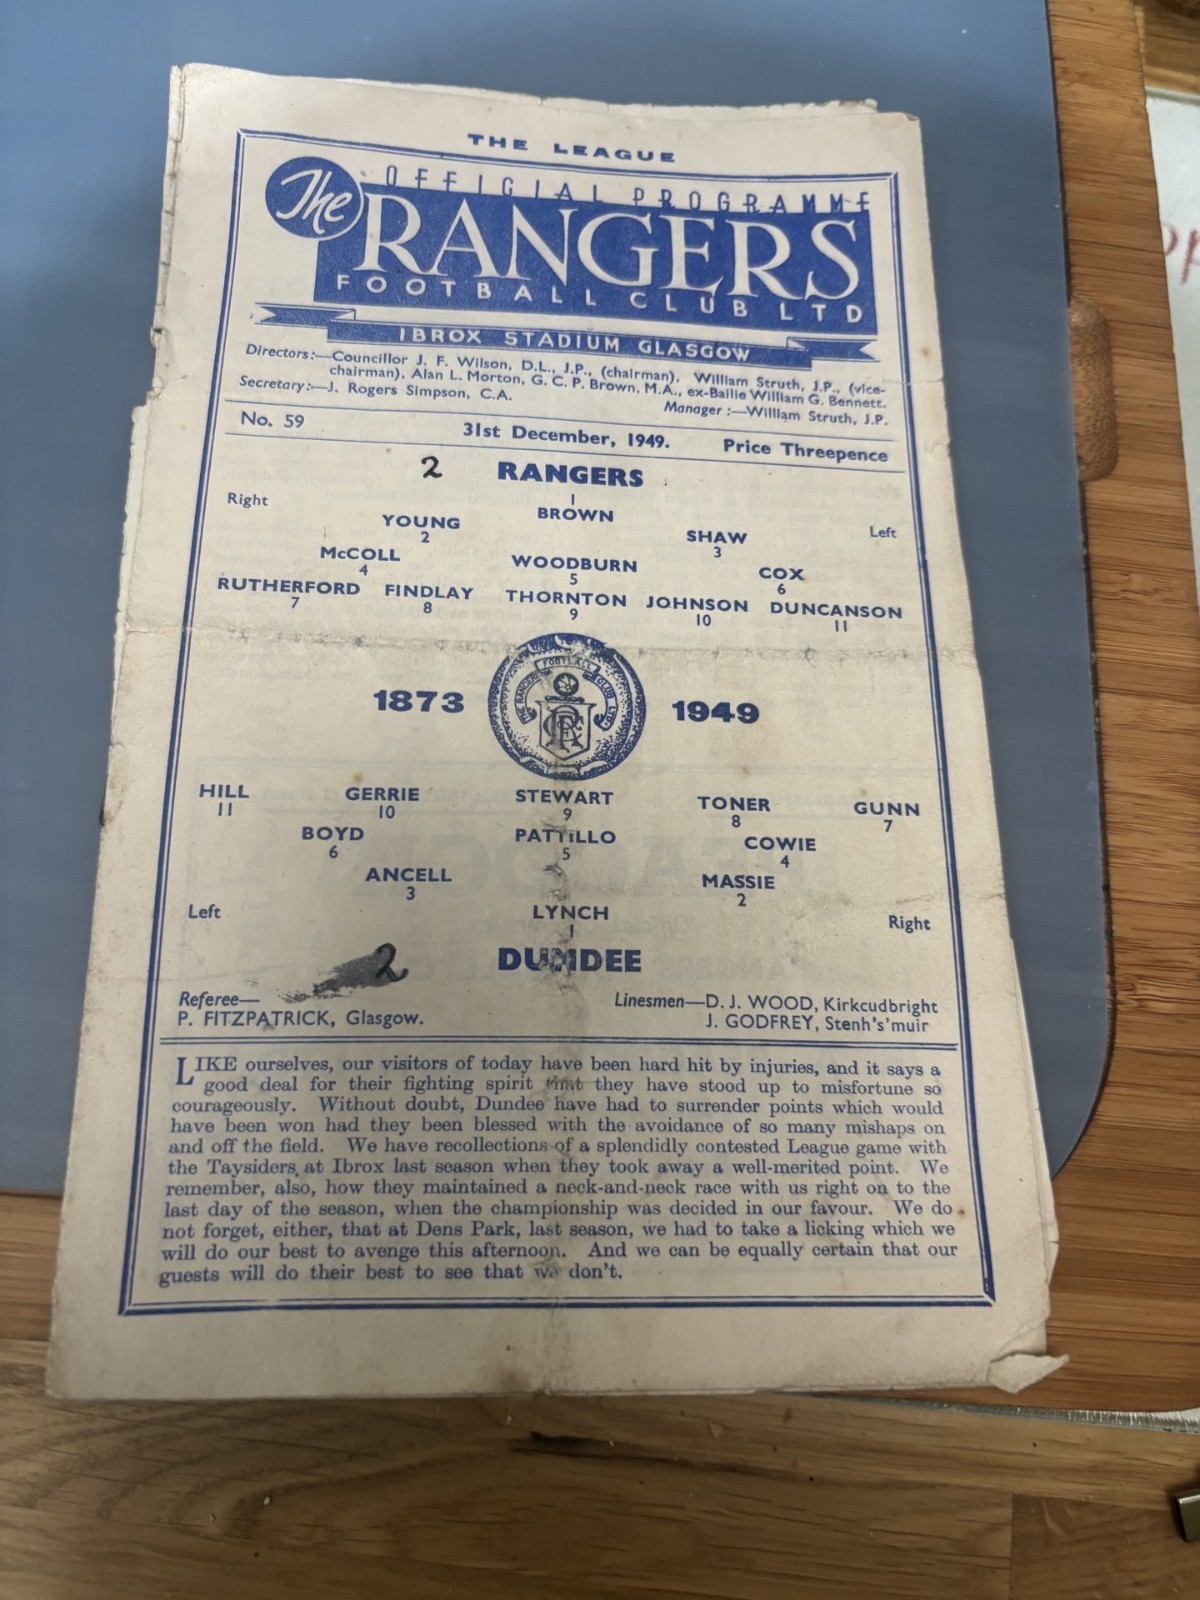 THE LEAGUE
OFFICIAL PROGRAMME
The RANGERS
FOOTBALL CLUB LTD
IBROX STADIUM GLASGOW
Directors:—Councillor J. F. Wilson, D.L., J.P., (chairman), William Struth, J.P., (vice-
chairman), Alan L. Morton, G. C. P. Brown, M.A., ex-Bailie William G. Bennett.
Secretary:—J. Rogers Simpson, C.A. Manager:—William Struth, J.P.
No. 59 31st December, 1949. Price Threepence
2 RANGERS
Right 1 Left
BROWN
YOUNG SHAW
2 3
McCOLL WOODBURN COX
4 5 6
RUTHERFORD FINDLAY THORNTON JOHNSON DUNCANSON
7 8 9 10 11
THE RANGERS FOOTBALL CLUB LTD.
1873 1949
HILL GERRIE STEWART TONER GUNN
11 10 9 8 7
BOYD PATTILLO COWIE
6 5 4
ANCELL MASSIE
3 2
Left LYNCH Right
1
2 DUNDEE
Referee— Linesmen—D. J. WOOD, Kirkcudbright
P. FITZPATRICK, Glasgow. J. GODFREY, Stenh's'muir
LIKE ourselves, our visitors of today have been hard hit by injuries, and it says a
good deal for their fighting spirit that they have stood up to misfortune so
courageously. Without doubt, Dundee have had to surrender points which would
have been won had they been blessed with the avoidance of so many mishaps on
and off the field. We have recollections of a splendidly contested League game with
the Taysiders at Ibrox last season when they took away a well-merited point. We
remember, also, how they maintained a neck-and-neck race with us right on to the
last day of the season, when the championship was decided in our favour. We do
not forget, either, that at Dens Park, last season, we had to take a licking which we
will do our best to avenge this afternoon. And we can be equally certain that our
guests will do their best to see that we don't.